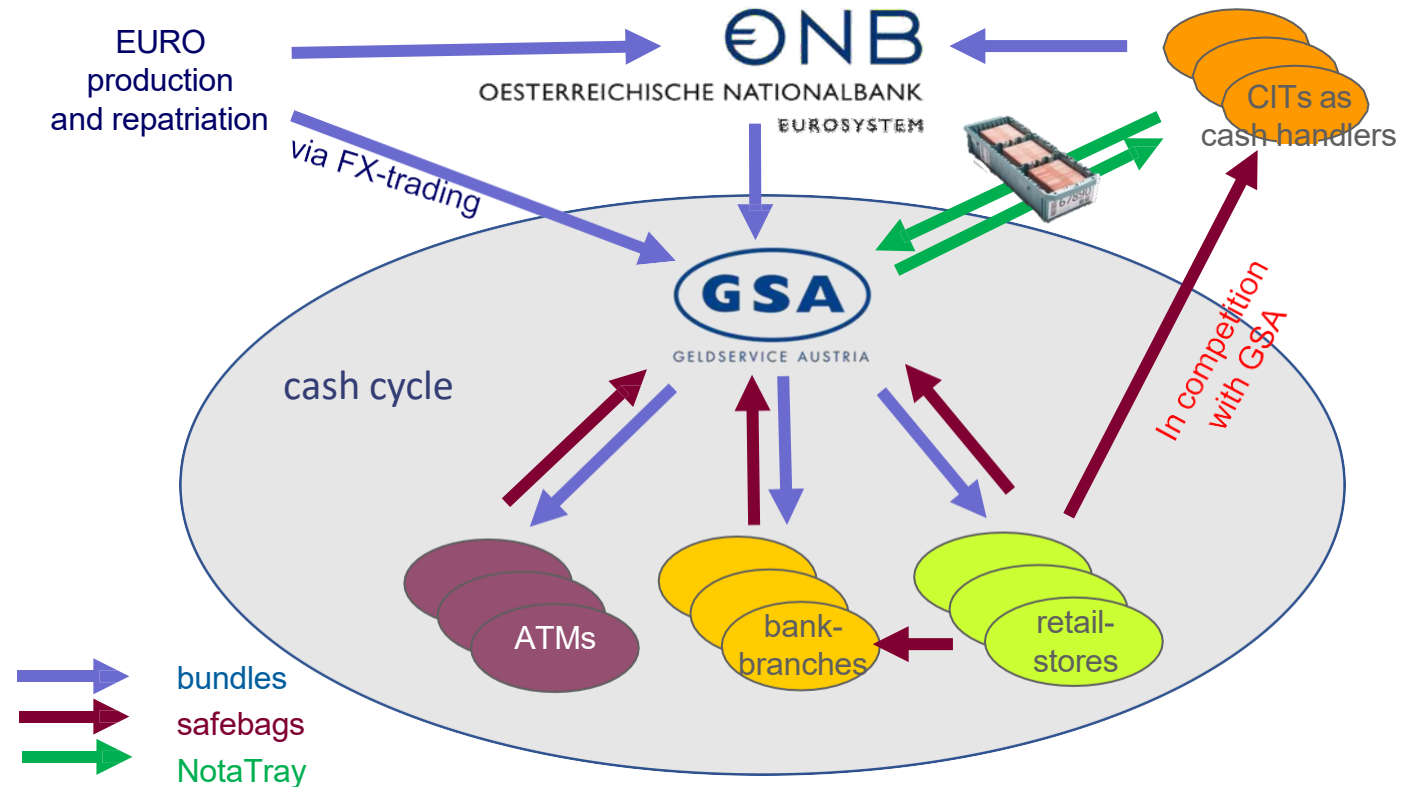 EURO
production
and repatriation
via FX-trading
ONB
OESTERREICHISCHE NATIONALBANK
EUROSYSTEM
CITs as
cash handlers
67890
GSA
GELDSERVICE AUSTRIA
cash cycle
In competition
with GSA
ATMs
bank-
branches
retail-
stores
bundles
safebags
NotaTray